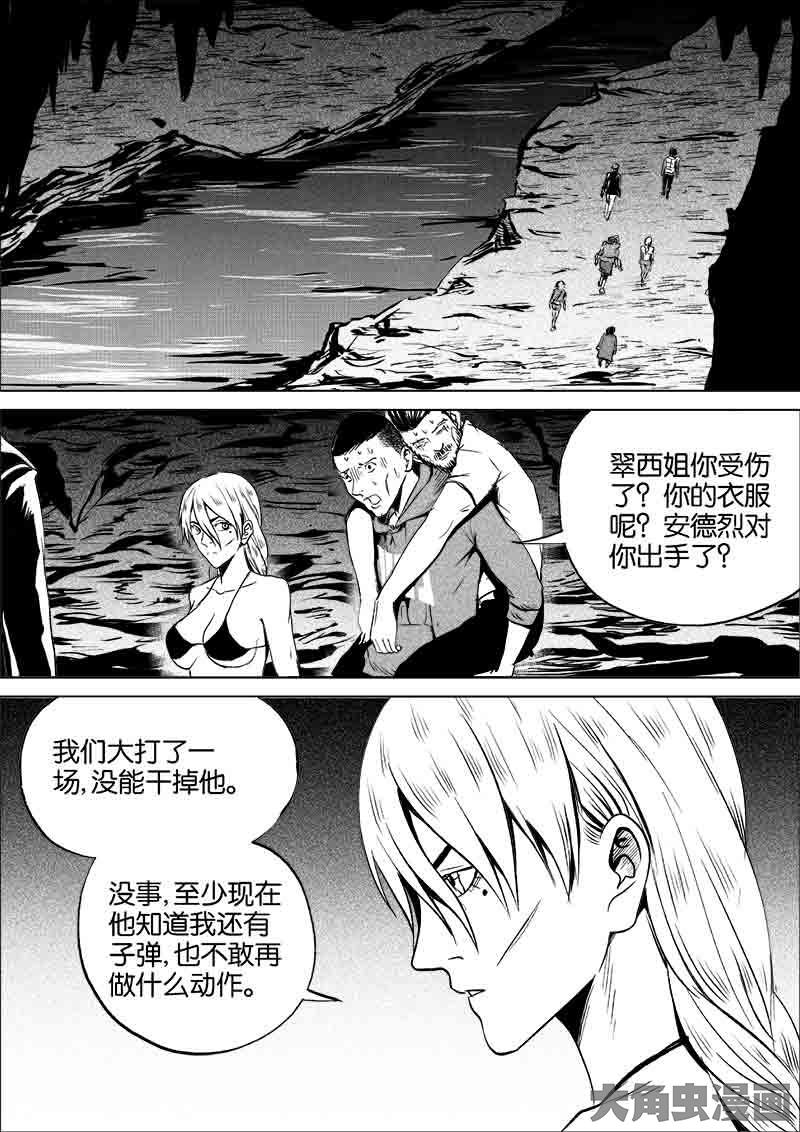 翠西姐你受伤
了？你的衣服
呢？安德烈对
你出手了？
我们大打了一
场，没能干掉他。
没事，至少现在
他知道我还有
子弹，也不敢再
做什么动作。
大角虫漫画